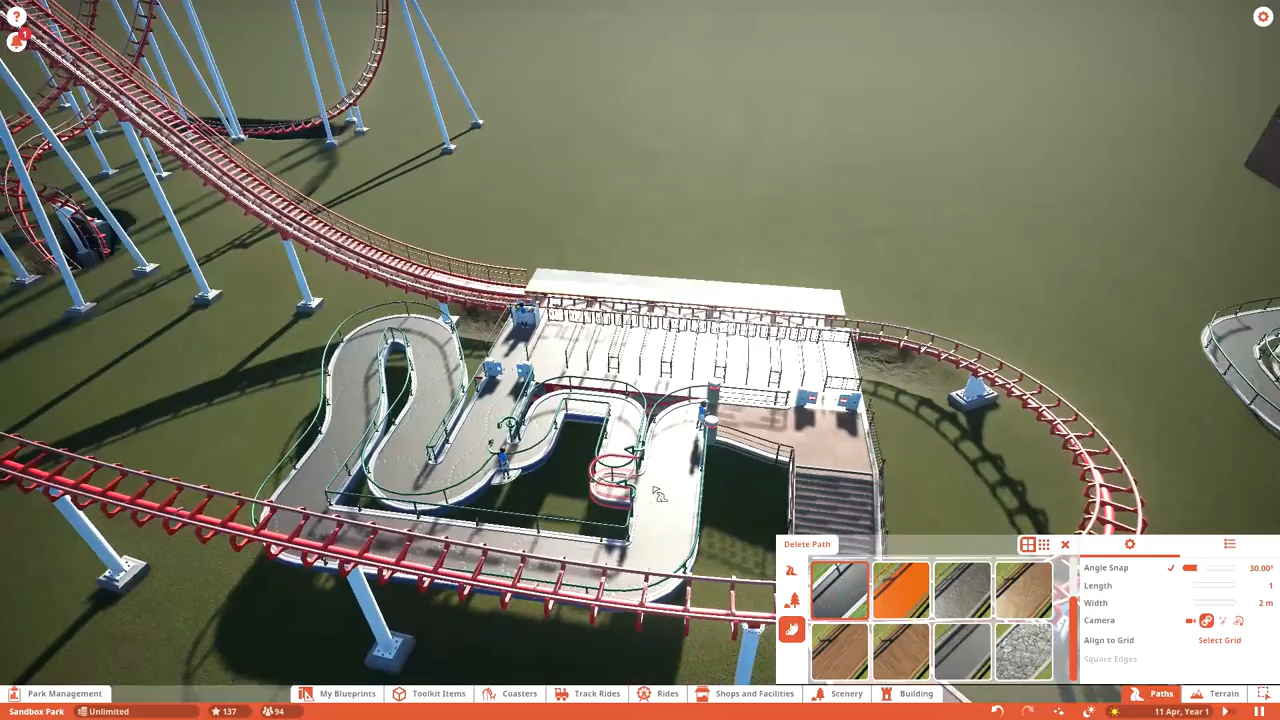 ?
1
Delete Path
Angle Snap 30.00°
Length 1
Width 2 m
Camera
Align to Grid Select Grid
Square Edges
Park Management My Blueprints Toolkit Items Coasters Track Rides Rides Shops and Facilities Scenery Building Paths Terrain
Sandbox Park Unlimited 137 94 11 Apr, Year 1